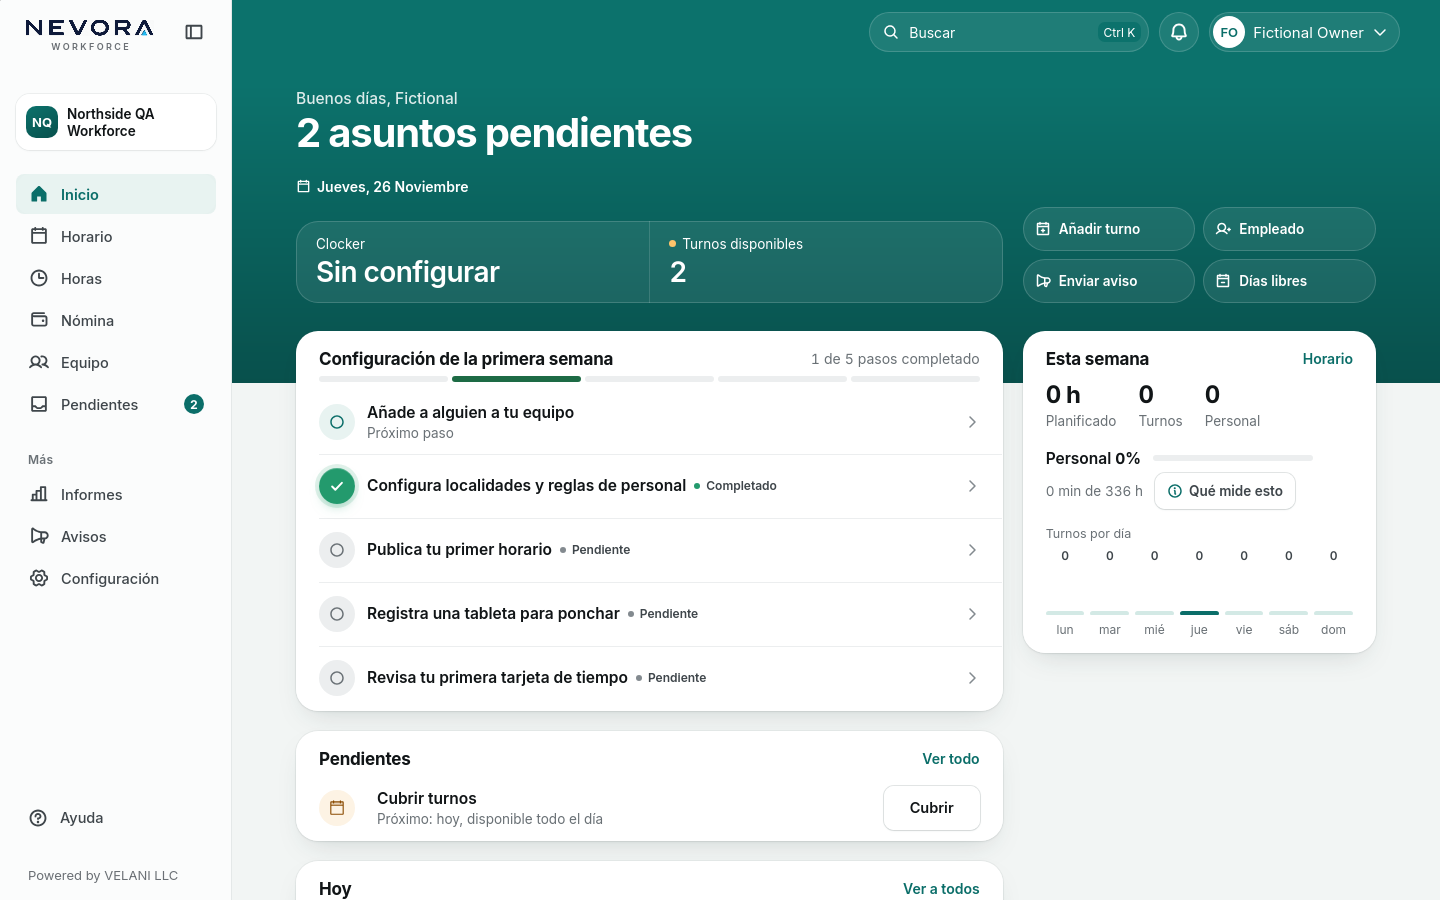 NEVORA
WORKFORCE
Northside QA
Workforce
NQ
Inicio
Horario
Horas
Nómina
Equipo
Pendientes 2
Más
Informes
Avisos
Configuración
Ayuda
Powered by VELANI LLC
Buscar Ctrl K
FO Fictional Owner
Buenos días, Fictional
2 asuntos pendientes
Jueves, 26 Noviembre
Clocker
Sin configurar
Turnos disponibles
2
Añadir turno
Empleado
Enviar aviso
Días libres
Configuración de la primera semana 1 de 5 pasos completado
Añade a alguien a tu equipo
Próximo paso
Configura localidades y reglas de personal Completado
Publica tu primer horario Pendiente
Registra una tableta para ponchar Pendiente
Revisa tu primera tarjeta de tiempo Pendiente
Pendientes Ver todo
Cubrir turnos
Próximo: hoy, disponible todo el día
Cubrir
Hoy Ver a todos
Esta semana Horario
0 h 0 0
Planificado Turnos Personal
Personal 0%
0 min de 336 h Qué mide esto
Turnos por día
0 0 0 0 0 0 0
lun mar mié jue vie sáb dom